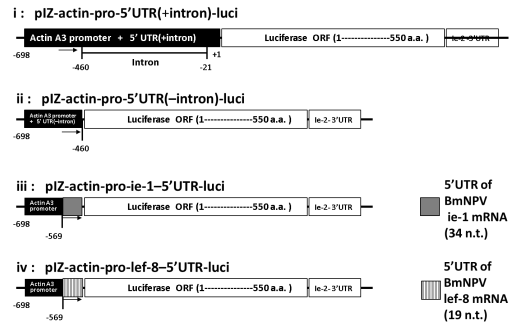 i : pIZ-actin-pro-5'UTR(+intron)-luci
Actin A3 promoter + 5' UTR(+intron)
Luciferase ORF (1---------------550 a.a. )
Ie-2-3'UTR
-698
-460
Intron
-21
+1
ii : pIZ-actin-pro-5'UTR(–intron)-luci
Actin A3 promoter
+ 5' UTR(–intron)
Luciferase ORF (1---------------550 a.a. )
Ie-2- 3'UTR
-698
-460
iii : pIZ-actin-pro-ie-1–5'UTR-luci
Actin A3
promoter
Luciferase ORF (1---------------550 a.a. )
Ie-2- 3'UTR
-698
-569
5'UTR of
BmNPV
ie-1 mRNA
(34 n.t.)
iv : pIZ-actin-pro-lef-8–5'UTR-luci
Actin A3
promoter
Luciferase ORF (1---------------550 a.a. )
Ie-2- 3'UTR
-698
-569
5'UTR of
BmNPV
lef-8 mRNA
(19 n.t.)